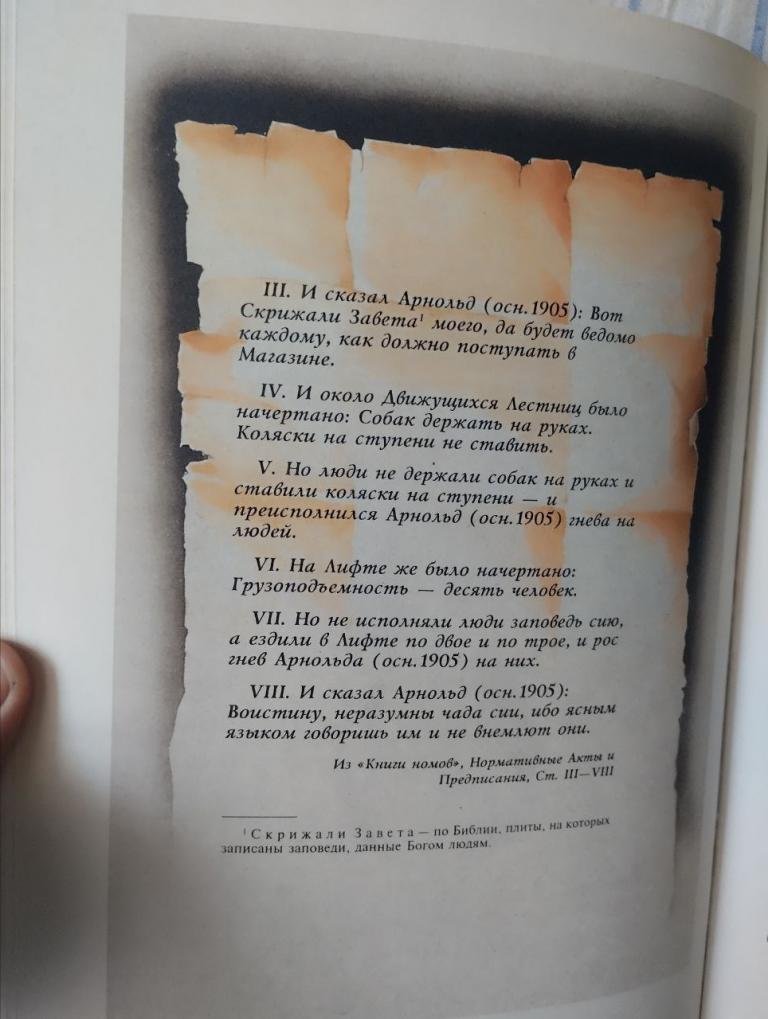 III. И сказал Арнольд (осн.1905): Вот
Скрижали Завета¹ моего, да будет ведомо
каждому, как должно поступать в
Магазине.
IV. И около Движущихся Лестниц было
начертано: Собак держать на руках.
Коляски на ступени не ставить.
V. Но люди не держали собак на руках и
ставили коляски на ступени — и
преисполнился Арнольд (осн.1905) гнева на
людей.
VI. На Лифте же было начертано:
Грузоподъемность — десять человек.
VII. Но не исполняли люди заповедь сию,
а ездили в Лифте по двое и по трое, и рос
гнев Арнольда (осн.1905) на них.
VIII. И сказал Арнольд (осн.1905):
Воистину, неразумны чада сии, ибо ясным
языком говоришь им и не внемлют они.
Из «Книги номов», Нормативные Акты и
Предписания, Ст. III—VIII
¹ Скрижали Завета — по Библии, плиты, на которых
записаны заповеди, данные Богом людям.